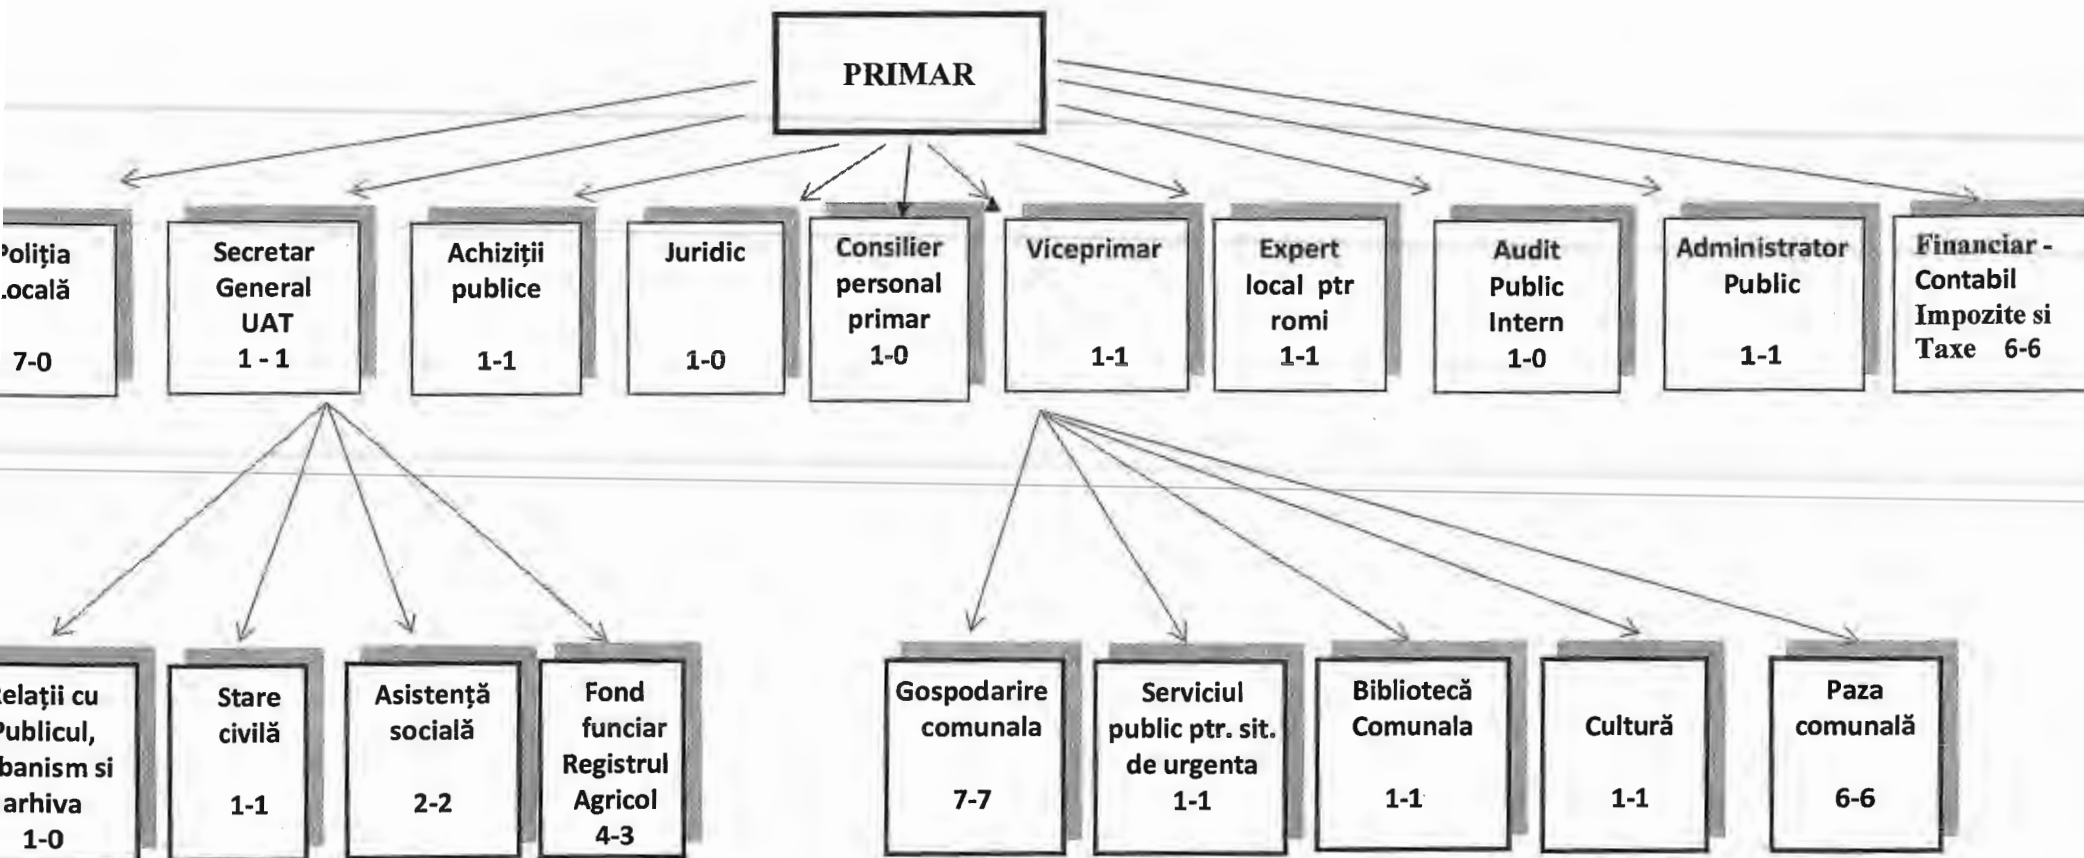 PRIMAR
Poliția
ocală
7-0
Secretar
General
UAT
1 - 1
Achiziții
publice
1-1
Juridic
1-0
Consilier
personal
primar
1-0
Viceprimar
1-1
Expert
local ptr
romi
1-1
Audit
Public
Intern
1-0
Administrator
Public
1-1
Financiar -
Contabil
Impozite si
Taxe 6-6
elații cu
Publicul,
banism si
arhiva
1-0
Stare
civilă
1-1
Asistență
socială
2-2
Fond
funciar
Registrul
Agricol
4-3
Gospodarire
comunala
7-7
Serviciul
public ptr. sit.
de urgenta
1-1
Bibliotecă
Comunala
1-1
Cultură
1-1
Paza
comunală
6-6